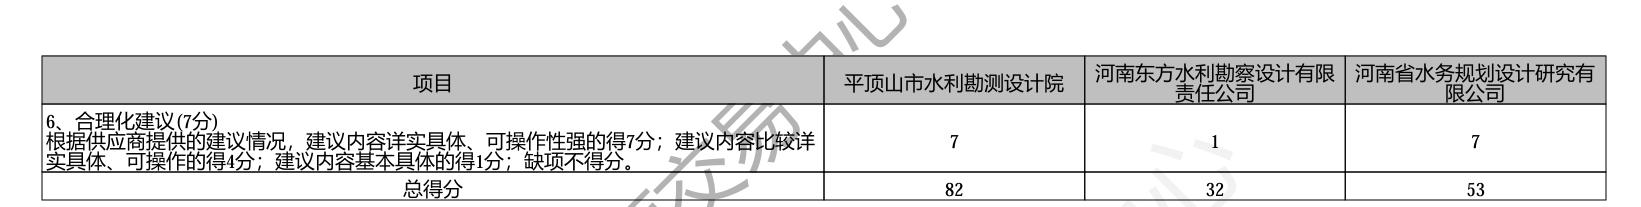 项目
平顶山市水利勘测设计院
河南东方水利勘察设计有限
责任公司
河南省水务规划设计研究有
限公司
6、合理化建议(7分)
根据供应商提供的建议情况，建议内容详实具体、可操作性强的得7分；建议内容比较详
实具体、可操作的得4分；建议内容基本具体的得1分；缺项不得分。
7
1
7
总得分
82
32
53
交易中心
心